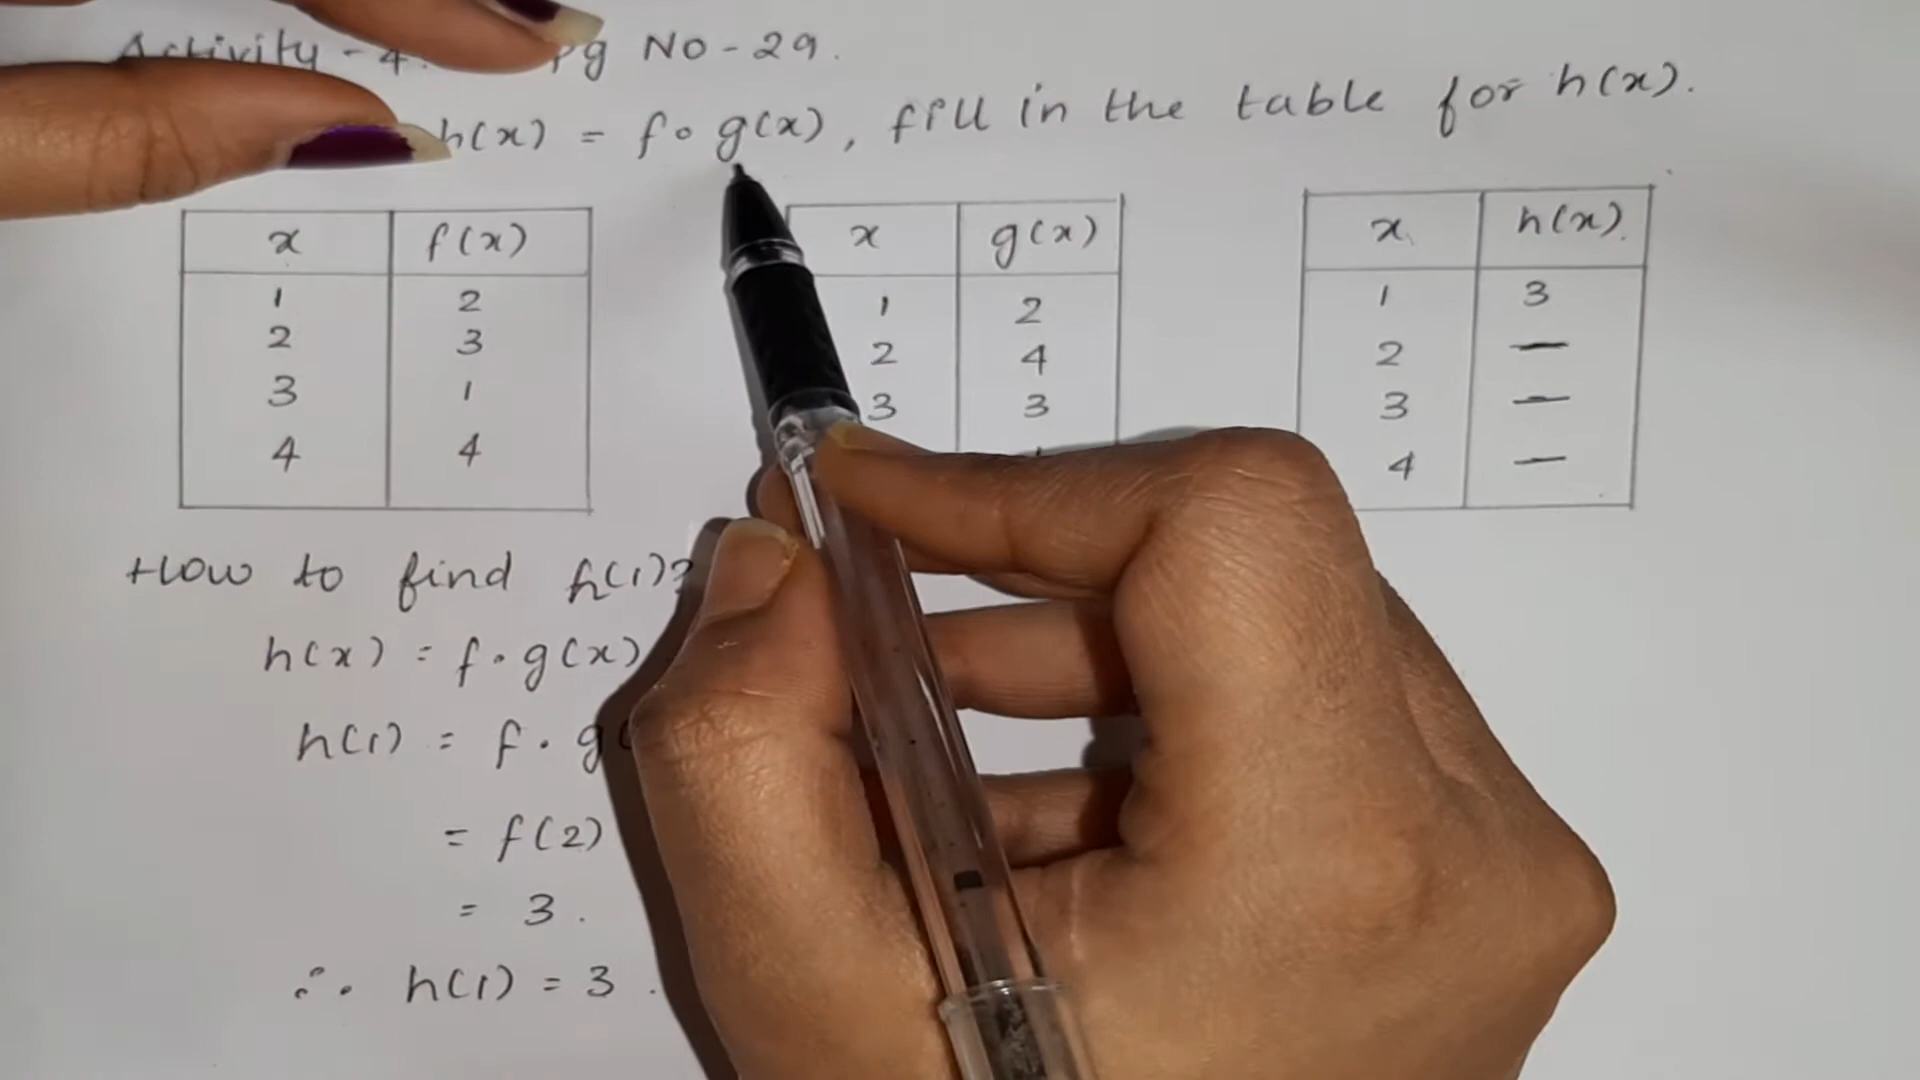 Activity - 4. Pg No - 29.
h(x) = f∘g(x), fill in the table for h(x).
x f(x)
1 2
2 3
3 1
4 4
x g(x)
1 2
2 4
3 3
x h(x)
1 3
2 —
3 —
4 —
How to find h(1)?
h(x) = f∘g(x)
h(1) = f∘g(
= f(2)
= 3.
∴ h(1) = 3.